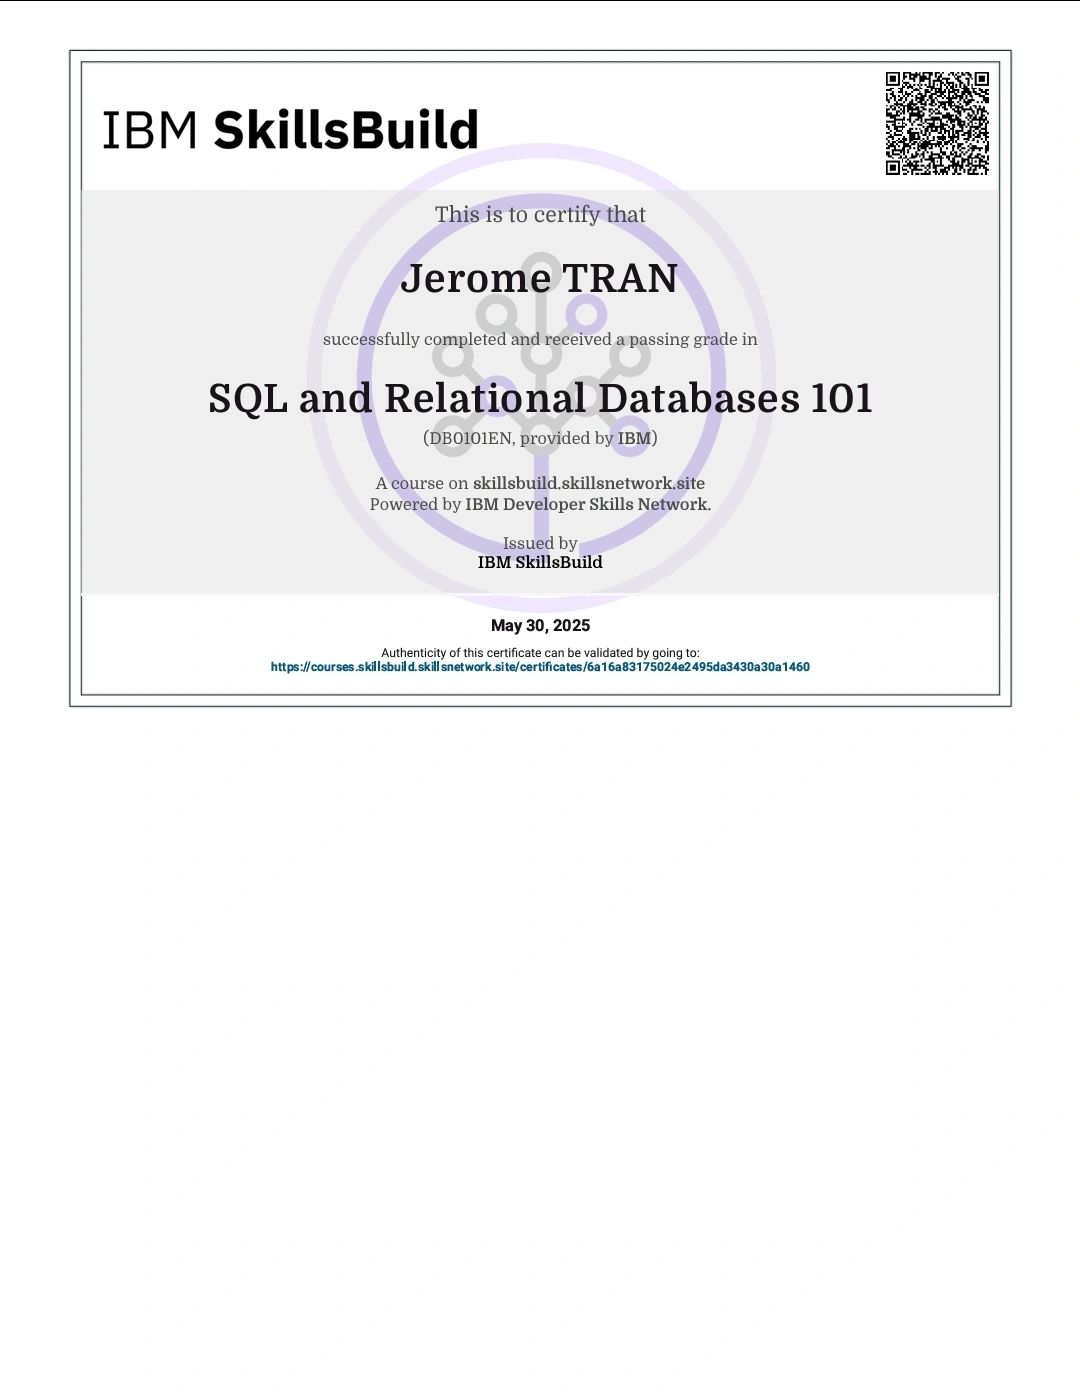 IBM SkillsBuild
This is to certify that
Jerome TRAN
successfully completed and received a passing grade in
SQL and Relational Databases 101
(DB0101EN, provided by IBM)
A course on skillsbuild.skillsnetwork.site
Powered by IBM Developer Skills Network.
Issued by
IBM SkillsBuild
May 30, 2025
Authenticity of this certificate can be validated by going to:
https://courses.skillsbuild.skillsnetwork.site/certificates/6a16a83175024e2495da3430a30a1460